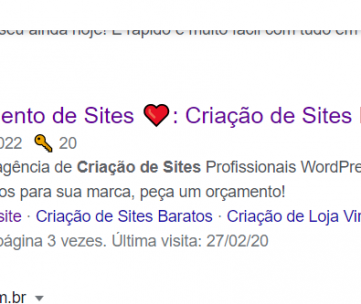 seu ainda hoje! É rápido e muito fácil com tudo em
ento de Sites ❤️: Criação de Sites
022 🔑 20
agência de Criação de Sites Profissionais WordPre
os para sua marca, peça um orçamento!
site · Criação de Sites Baratos · Criação de Loja Vir
página 3 vezes. Última visita: 27/02/20
m.br